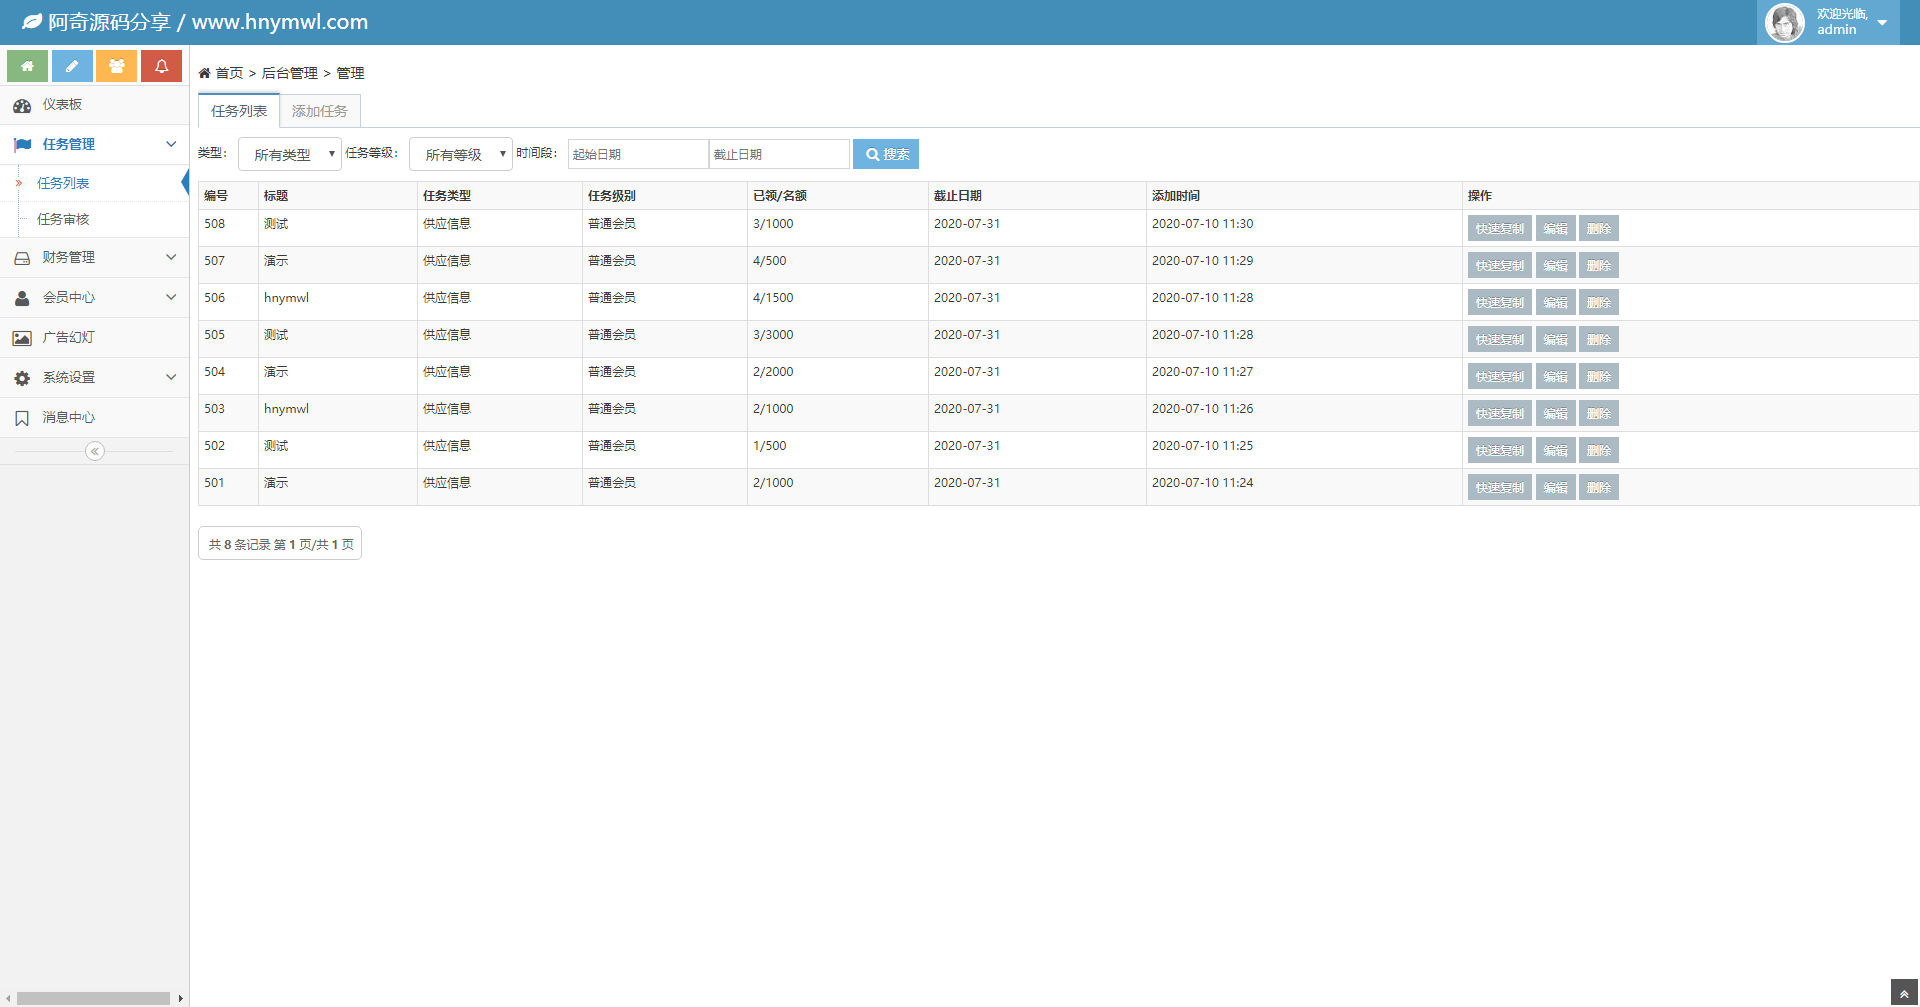 阿奇源码分享 / www.hnymwl.com
欢迎光临,
admin
仪表板
任务管理
任务列表
任务审核
财务管理
会员中心
广告幻灯
系统设置
消息中心
首页 > 后台管理 > 管理
任务列表 添加任务
类型: 所有类型 任务等级: 所有等级 时间段: 起始日期 截止日期 搜索
编号 标题 任务类型 任务级别 已领/名额 截止日期 添加时间 操作
508 测试 供应信息 普通会员 3/1000 2020-07-31 2020-07-10 11:30 快速复制 编辑 删除
507 演示 供应信息 普通会员 4/500 2020-07-31 2020-07-10 11:29 快速复制 编辑 删除
506 hnymwl 供应信息 普通会员 4/1500 2020-07-31 2020-07-10 11:28 快速复制 编辑 删除
505 测试 供应信息 普通会员 3/3000 2020-07-31 2020-07-10 11:28 快速复制 编辑 删除
504 演示 供应信息 普通会员 2/2000 2020-07-31 2020-07-10 11:27 快速复制 编辑 删除
503 hnymwl 供应信息 普通会员 2/1000 2020-07-31 2020-07-10 11:26 快速复制 编辑 删除
502 测试 供应信息 普通会员 1/500 2020-07-31 2020-07-10 11:25 快速复制 编辑 删除
501 演示 供应信息 普通会员 2/1000 2020-07-31 2020-07-10 11:24 快速复制 编辑 删除
共 8 条记录 第 1 页/共 1 页